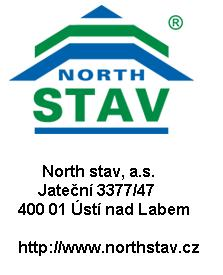 ®
NORTH
STAV
North stav, a.s.
Jateční 3377/47
400 01 Ústí nad Labem
http://www.northstav.cz